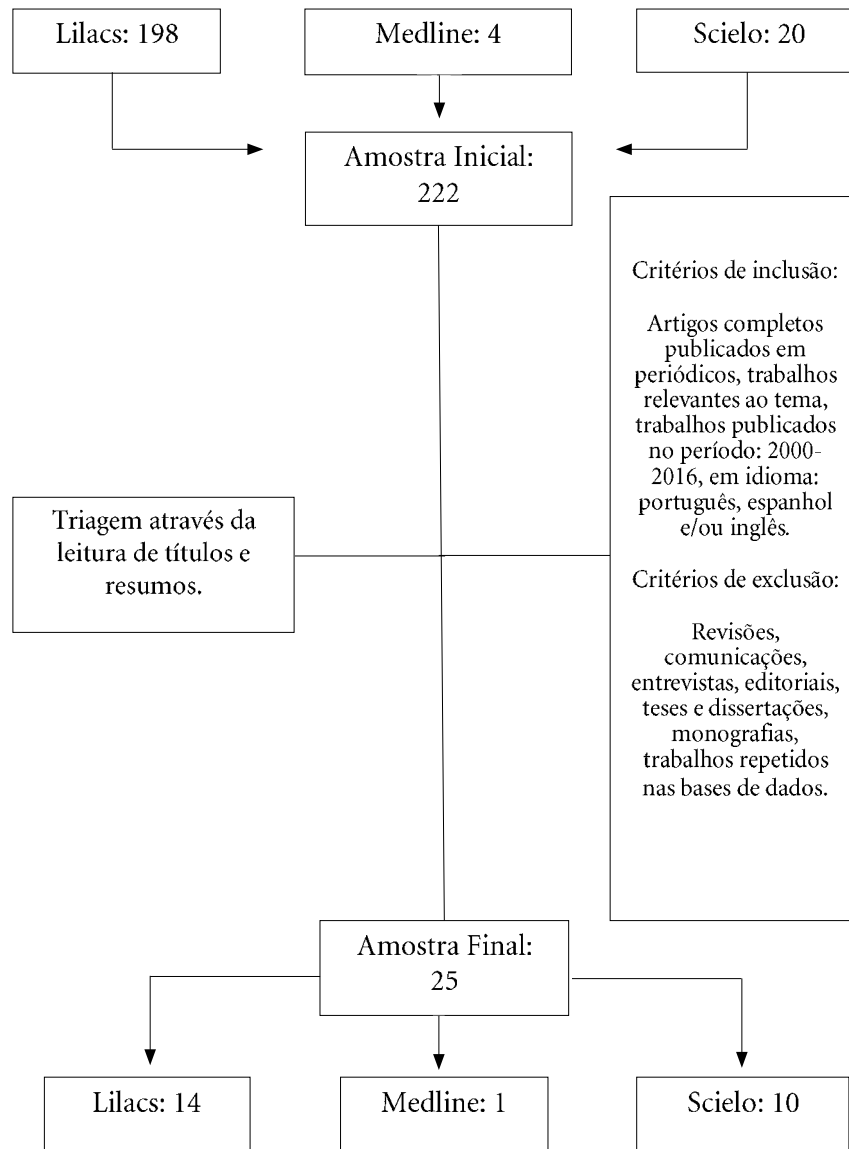 Lilacs: 198
Medline: 4
Scielo: 20
Amostra Inicial:
222
Critérios de inclusão:
Artigos completos
publicados em
periódicos, trabalhos
relevantes ao tema,
trabalhos publicados
no período: 2000-
2016, em idioma:
português, espanhol
e/ou inglês.
Critérios de exclusão:
Revisões,
comunicações,
entrevistas, editoriais,
teses e dissertações,
monografias,
trabalhos repetidos
nas bases de dados.
Triagem através da
leitura de títulos e
resumos.
Amostra Final:
25
Lilacs: 14
Medline: 1
Scielo: 10